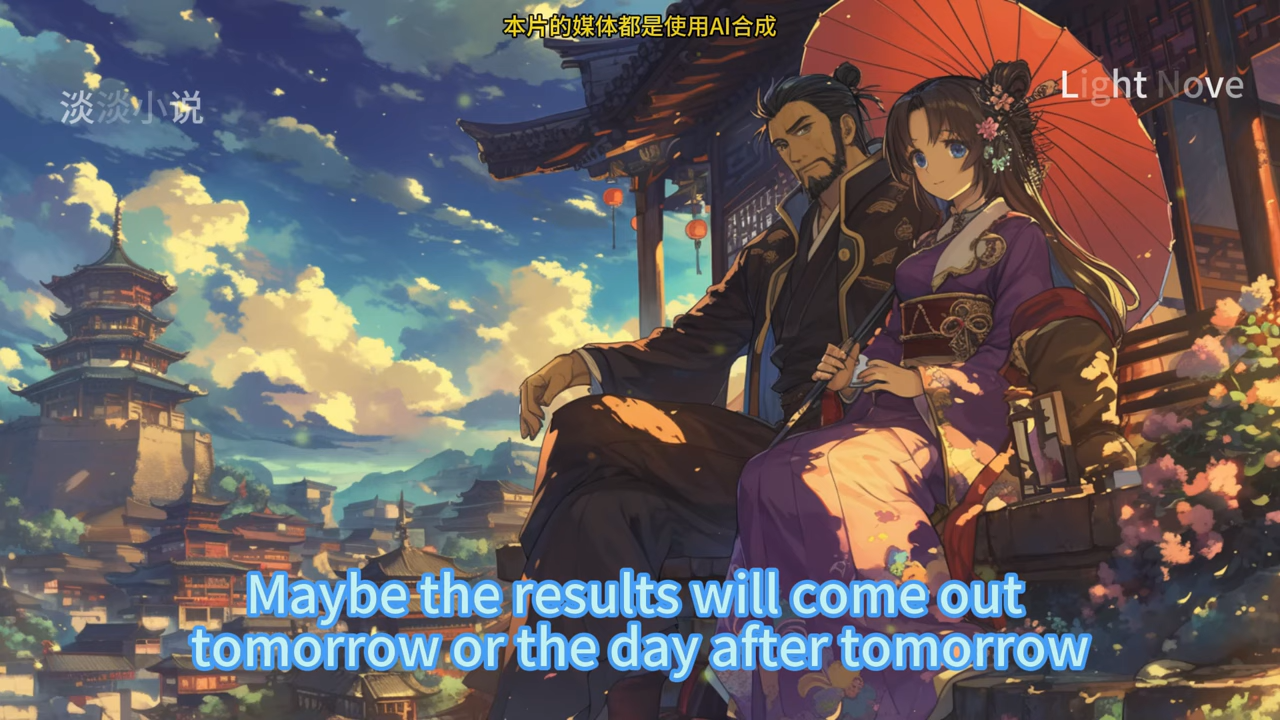 本片的媒体都是使用AI合成
淡淡小说
Light Nove
Maybe the results will come out
tomorrow or the day after tomorrow